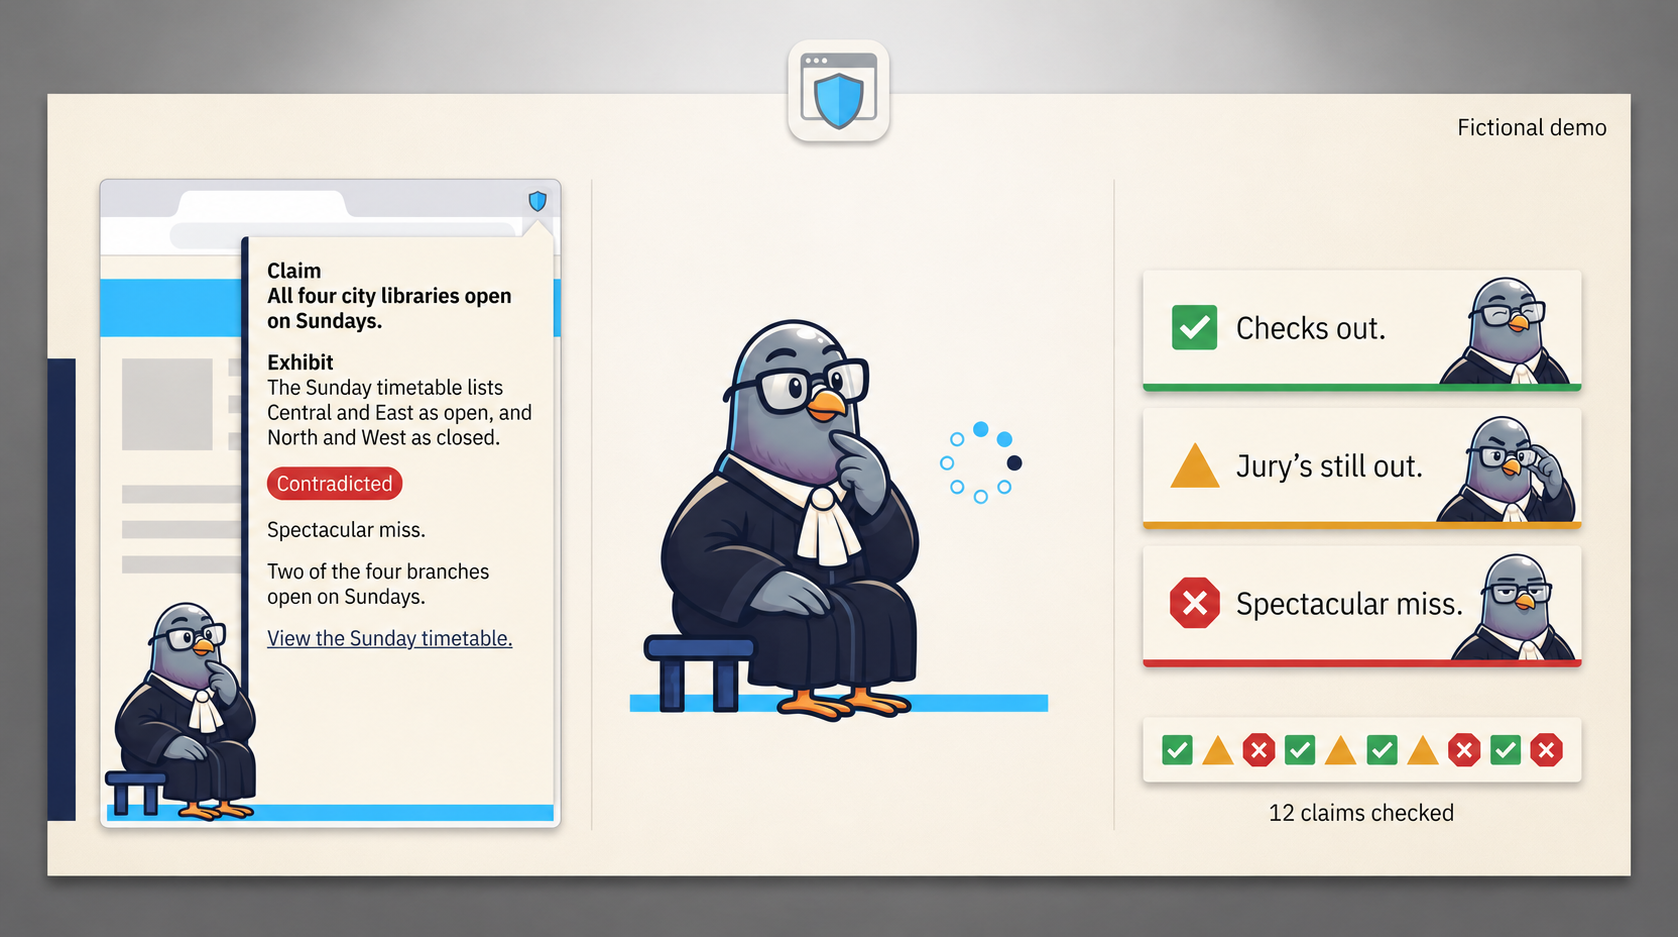 Fictional demo
Claim
All four city libraries open
on Sundays.
Exhibit
The Sunday timetable lists
Central and East as open, and
North and West as closed.
Contradicted
Spectacular miss.
Two of the four branches
open on Sundays.
View the Sunday timetable.
Checks out.
Jury’s still out.
Spectacular miss.
12 claims checked